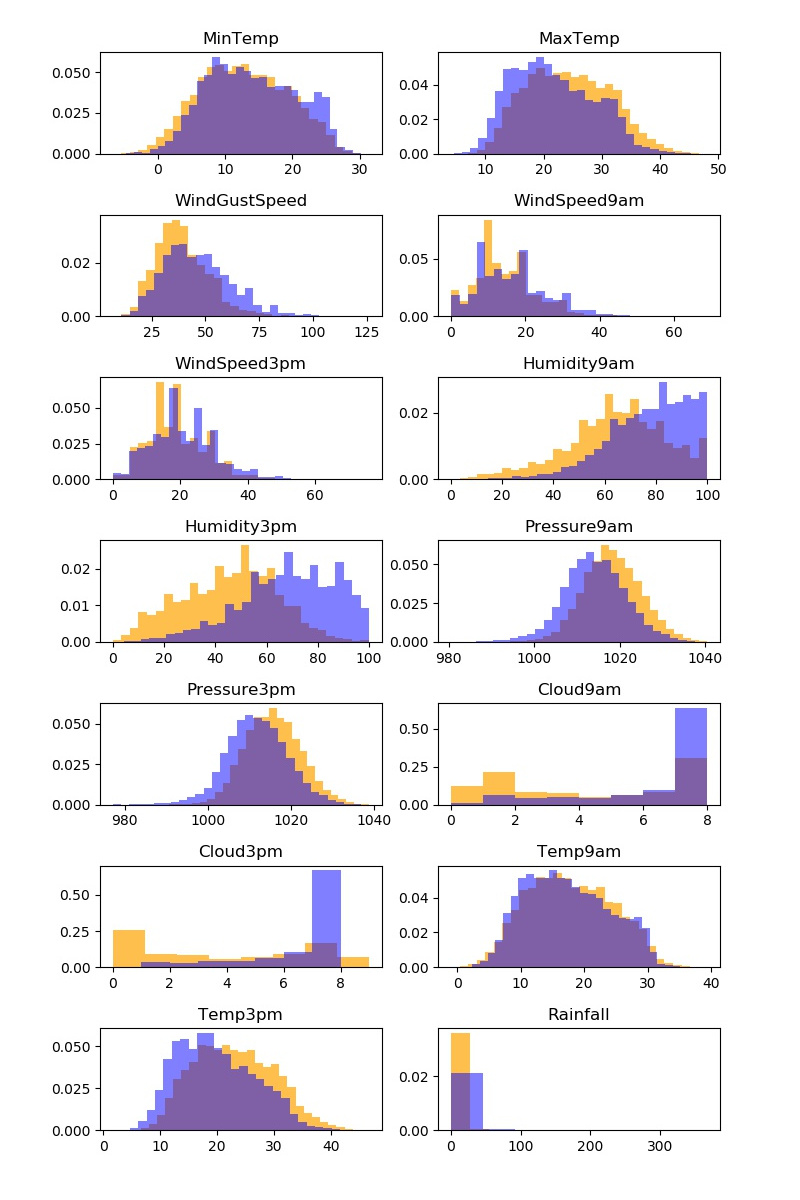 MinTemp MaxTemp
0.050
0.025
0.000
0 10 20 30
0.04
0.02
0.00
10 20 30 40 50
WindGustSpeed WindSpeed9am
0.02
0.00
25 50 75 100 125
0.05
0.00
0 20 40 60
WindSpeed3pm Humidity9am
0.050
0.025
0.000
0 20 40 60
0.02
0.00
0 20 40 60 80 100
Humidity3pm Pressure9am
0.02
0.01
0.00
0 20 40 60 80 100
0.050
0.025
0.000
980 1000 1020 1040
Pressure3pm Cloud9am
0.050
0.025
0.000
980 1000 1020 1040
0.50
0.25
0.00
0 2 4 6 8
Cloud3pm Temp9am
0.50
0.25
0.00
0 2 4 6 8
0.04
0.02
0.00
0 10 20 30 40
Temp3pm Rainfall
0.050
0.025
0.000
0 10 20 30 40
0.02
0.00
0 100 200 300